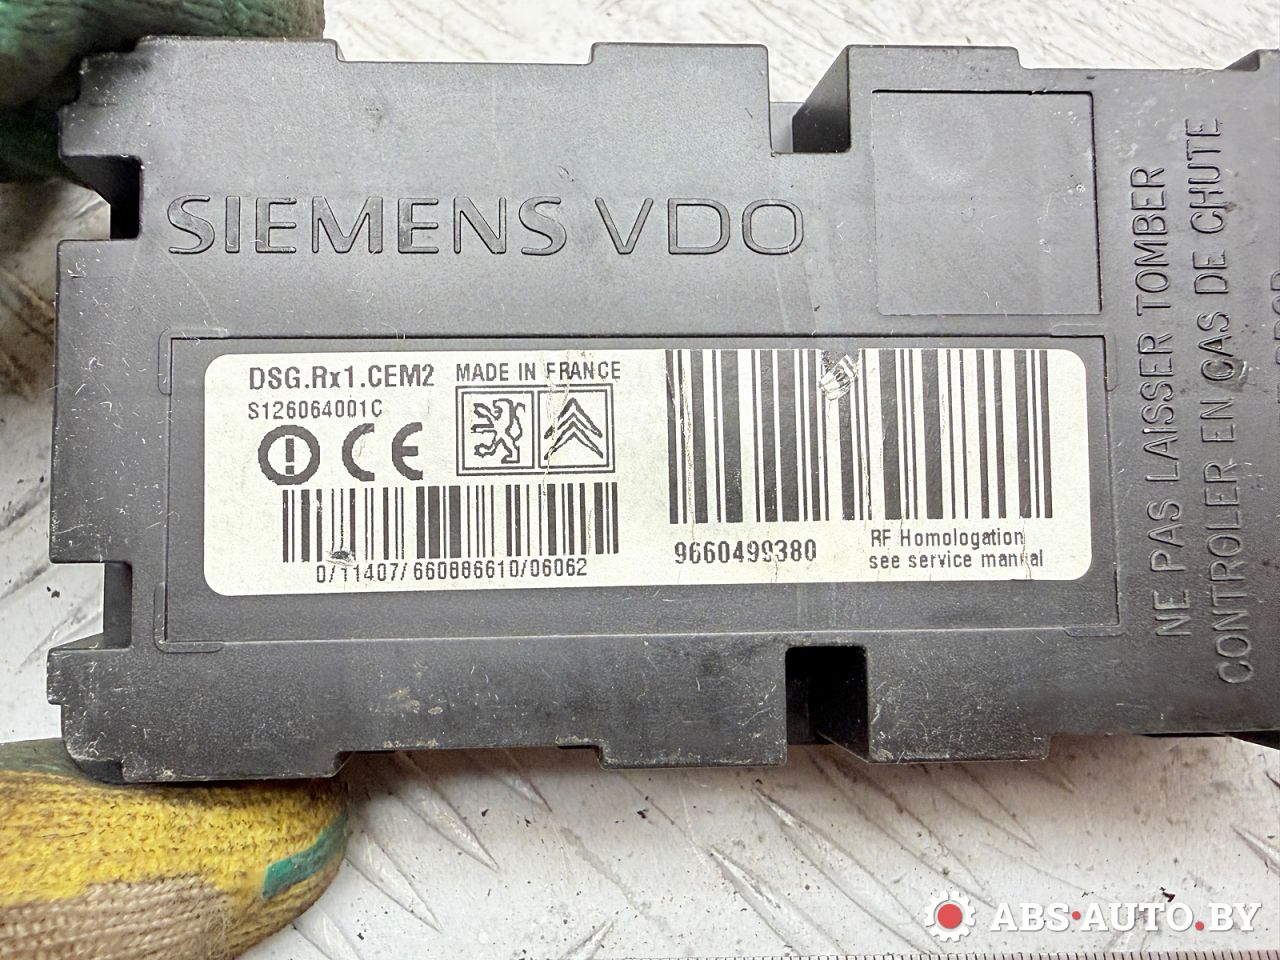 SIEMENS VDO
DSG.Rx1.CEM2 MADE IN FRANCE
S126064001C
CE
0/11407/660886610/06062
9660499380
RF Homologation
see service manual
NE PAS LAISSER TOMBER
CONTROLER EN CAS DE CHUTE
ABS-AUTO.BY